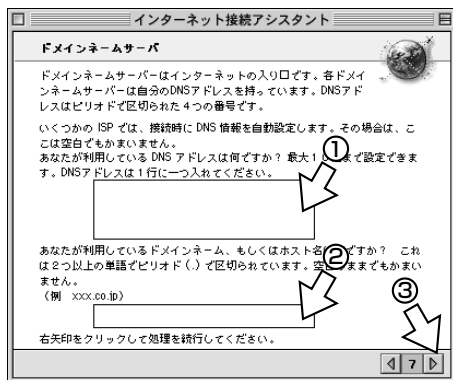 インターネット接続アシスタント
ドメインネームサーバ
ドメインネームサーバーはインターネットの入り口です。各ドメイ
ンネームサーバーは自分のDNSアドレスを持っています。DNSアド
レスはピリオドで区切られた４つの番号です。
いくつかの ISP では、接続時に DNS 情報を自動設定します。その場合は、こ
こは空白でもかまいません。
あなたが利用している DNS アドレスは何ですか？ 最大1 まで設定できま
す。DNSアドレスは１行に一つ入れてください。
①
あなたが利用しているドメインネーム、もしくはホスト名 ですか？ これ
は２つ以上の単語でピリオド（.）で区切られています。空 ままでもかまい
ません。
（例 xxx.co.jp）
②
③
右矢印をクリックして処理を続行してください。
7